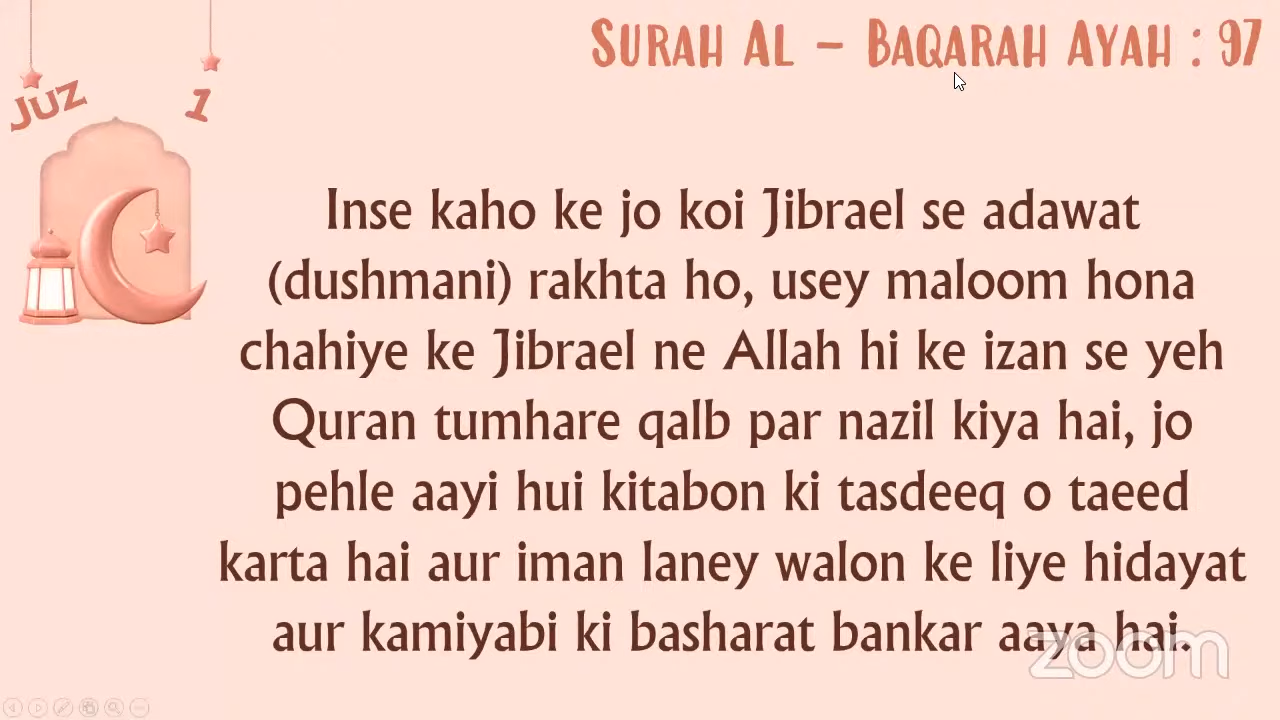 SURAH AL - BAQARAH AYAH : 97
JUZ 1
Inse kaho ke jo koi Jibrael se adawat
(dushmani) rakhta ho, usey maloom hona
chahiye ke Jibrael ne Allah hi ke izan se yeh
Quran tumhare qalb par nazil kiya hai, jo
pehle aayi hui kitabon ki tasdeeq o taeed
karta hai aur iman laney walon ke liye hidayat
aur kamiyabi ki basharat bankar aaya hai.
zoom